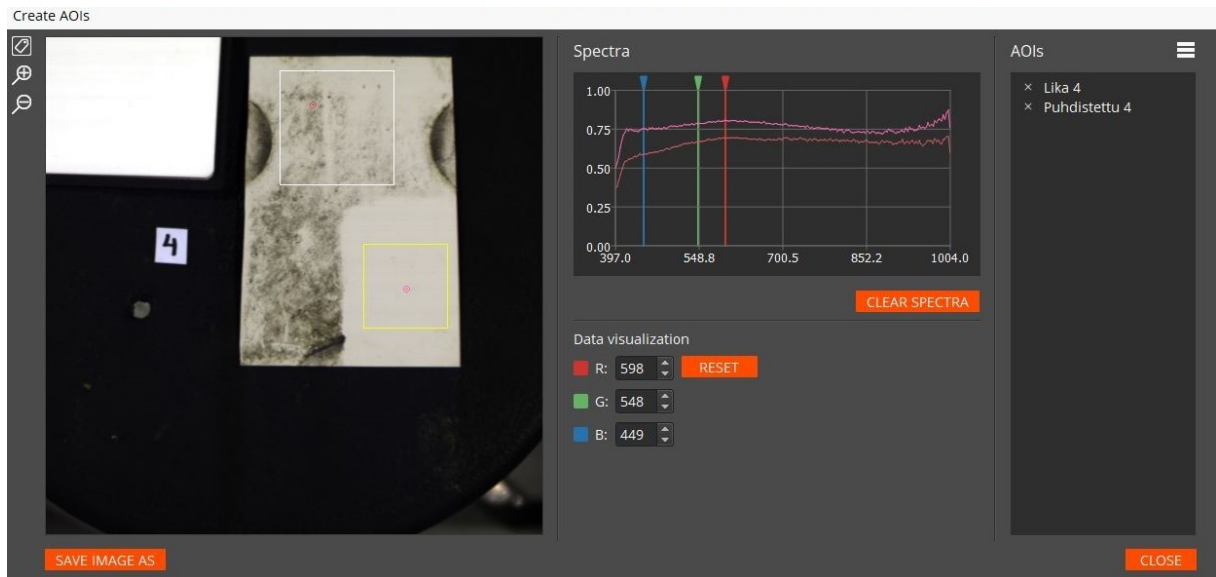 Create AOIs
4
SAVE IMAGE AS
Spectra
1.00
0.75
0.50
0.25
0.00
397.0 548.8 700.5 852.2 1004.0
CLEAR SPECTRA
Data visualization
R: 598 RESET
G: 548
B: 449
AOIs
× Lika 4
× Puhdistettu 4
CLOSE